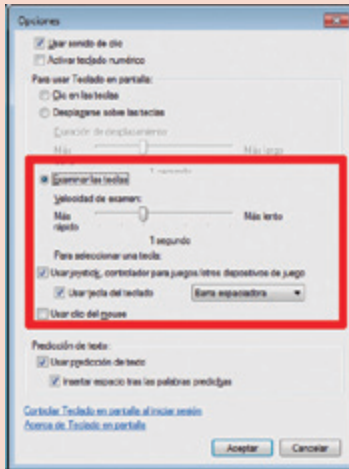 Opciones
Usar sonido de clic
Activar teclado numérico
Para usar Teclado en pantalla:
Clic en las teclas
Desplazarse sobre las teclas
Duración de desplazamiento
Más Más largo
1 segundo
Examinar las teclas
Velocidad de examen:
Más rápido Más lento
1 segundo
Para seleccionar una tecla:
Usar joystick, controlador para juegos/otros dispositivos de juego
Usar tecla del teclado Barra espaciadora
Usar clic del mouse
Predicción de texto:
Usar predicción de texto
Insertar espacio tras las palabras predichas
Controlar Teclado en pantalla al iniciar sesión
Acerca de Teclado en pantalla
Aceptar Cancelar